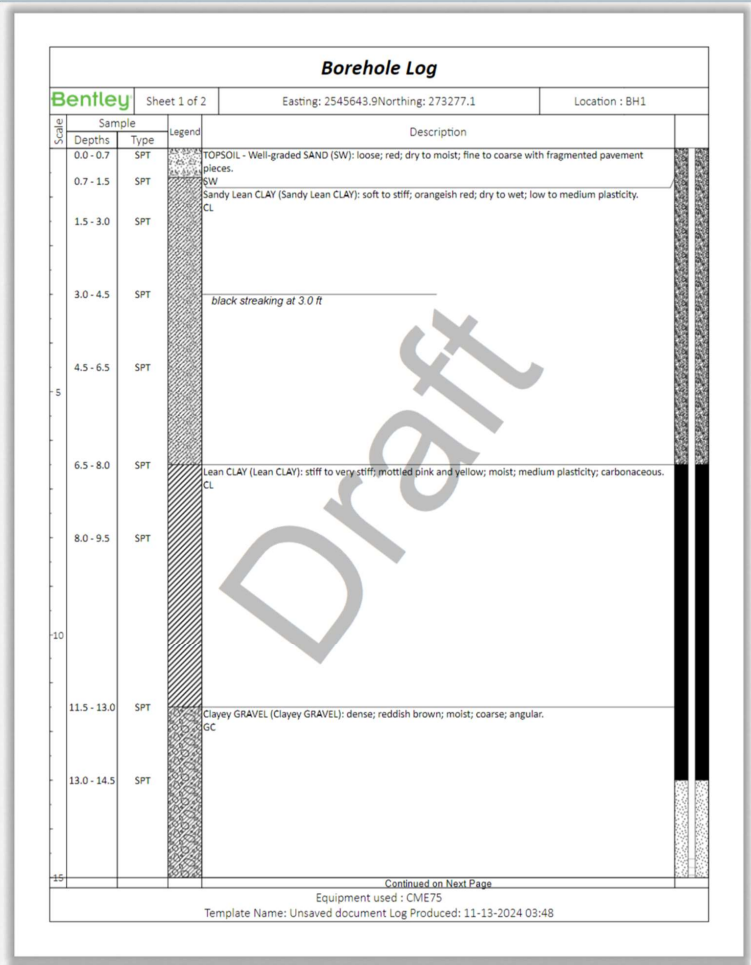 Borehole Log
Bentley
Sheet 1 of 2
Easting: 2545643.9Northing: 273277.1
Location : BH1
Scale
Sample
Depths
Type
Legend
Description
0.0 - 0.7 SPT
TOPSOIL - Well-graded SAND (SW): loose; red; dry to moist; fine to coarse with fragmented pavement
pieces.
0.7 - 1.5 SPT
SW
Sandy Lean CLAY (Sandy Lean CLAY): soft to stiff; orangeish red; dry to wet; low to medium plasticity.
CL
1.5 - 3.0 SPT
3.0 - 4.5 SPT
black streaking at 3.0 ft
4.5 - 6.5 SPT
5
6.5 - 8.0 SPT
Lean CLAY (Lean CLAY): stiff to very stiff; mottled pink and yellow; moist; medium plasticity; carbonaceous.
CL
8.0 - 9.5 SPT
10
11.5 - 13.0 SPT
Clayey GRAVEL (Clayey GRAVEL): dense; reddish brown; moist; coarse; angular.
GC
13.0 - 14.5 SPT
15
Draft
Continued on Next Page
Equipment used : CME75
Template Name: Unsaved document Log Produced: 11-13-2024 03:48